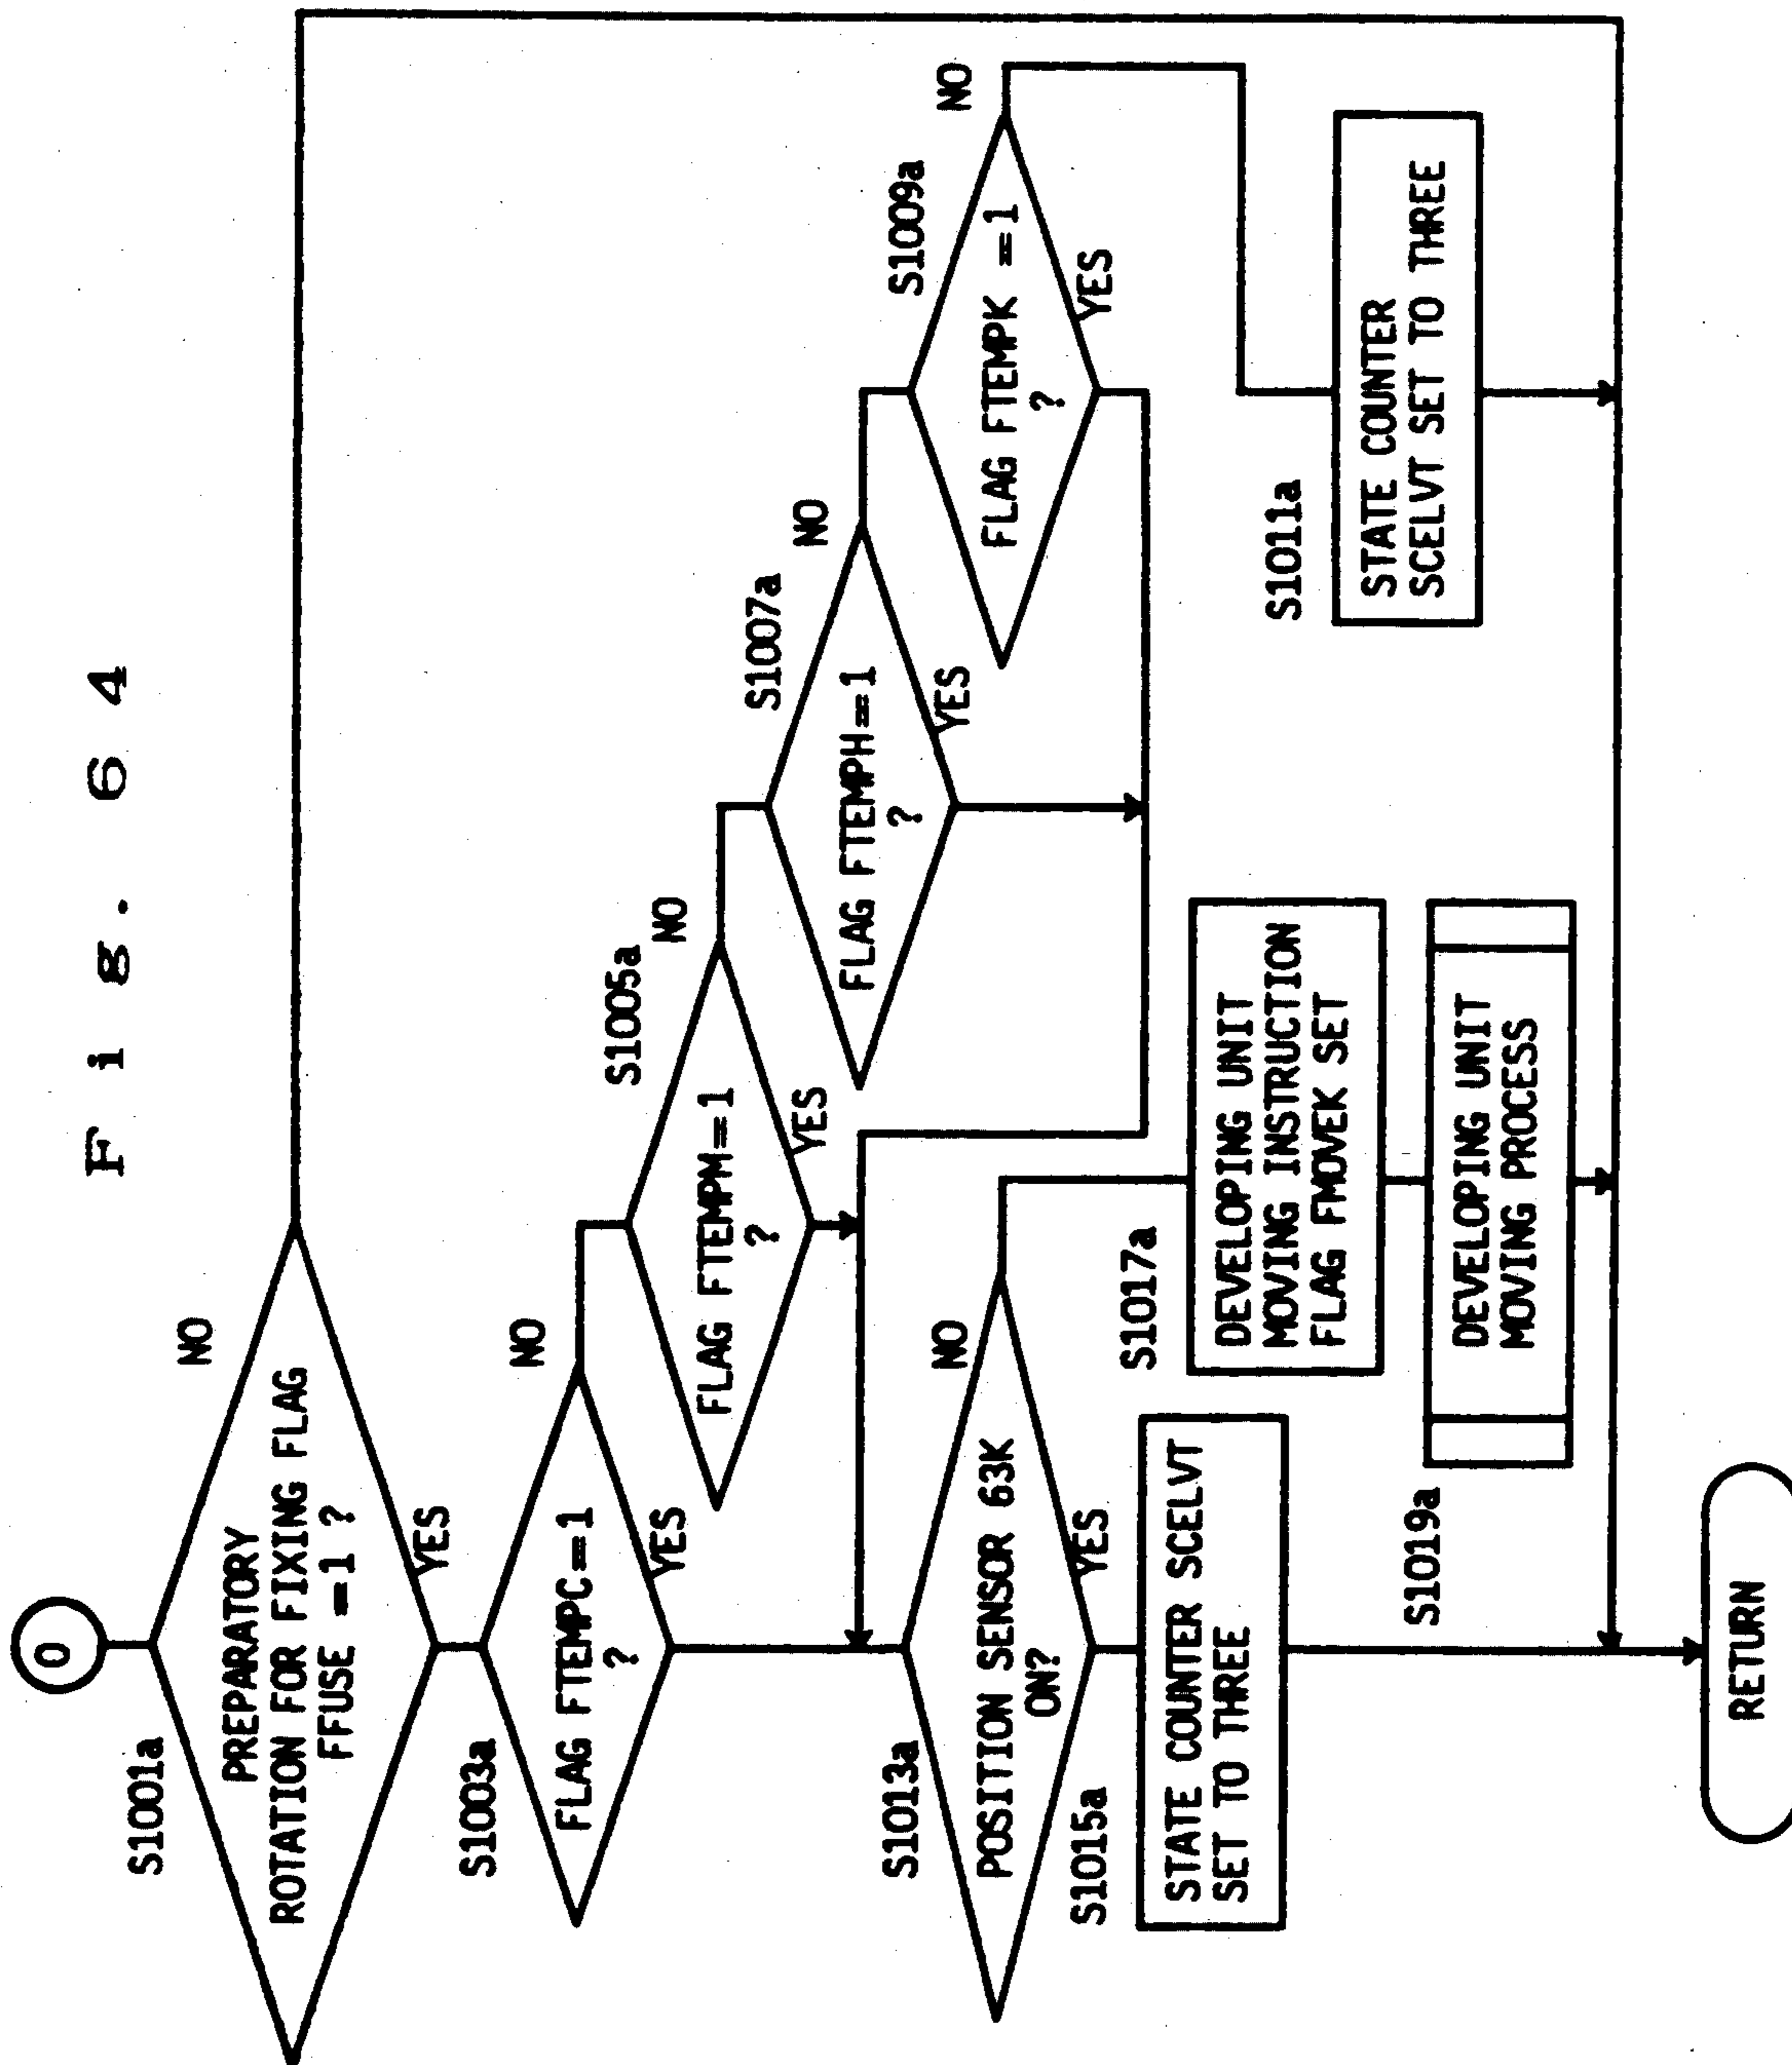 Fig. 64
0
S1001a
PREPARATORY
ROTATION FOR FIXING FLAG
FFUSE =1 ?
NO
YES
S1003a
FLAG FTEMPC=1
?
NO
YES
S1005a
FLAG FTEMPM=1
?
NO
YES
S1007a
FLAG FTEMPH=1
?
NO
YES
S1009a
FLAG FTEMPK =1
?
NO
YES
S1011a
STATE COUNTER
SCELVT SET TO THREE
S1013a
POSITION SENSOR 63K
ON?
NO
YES
S1015a
STATE COUNTER SCELVT
SET TO THREE
S1017a
DEVELOPING UNIT
MOVING INSTRUCTION
FLAG FMOVEK SET
S1019a
DEVELOPING UNIT
MOVING PROCESS
RETURN